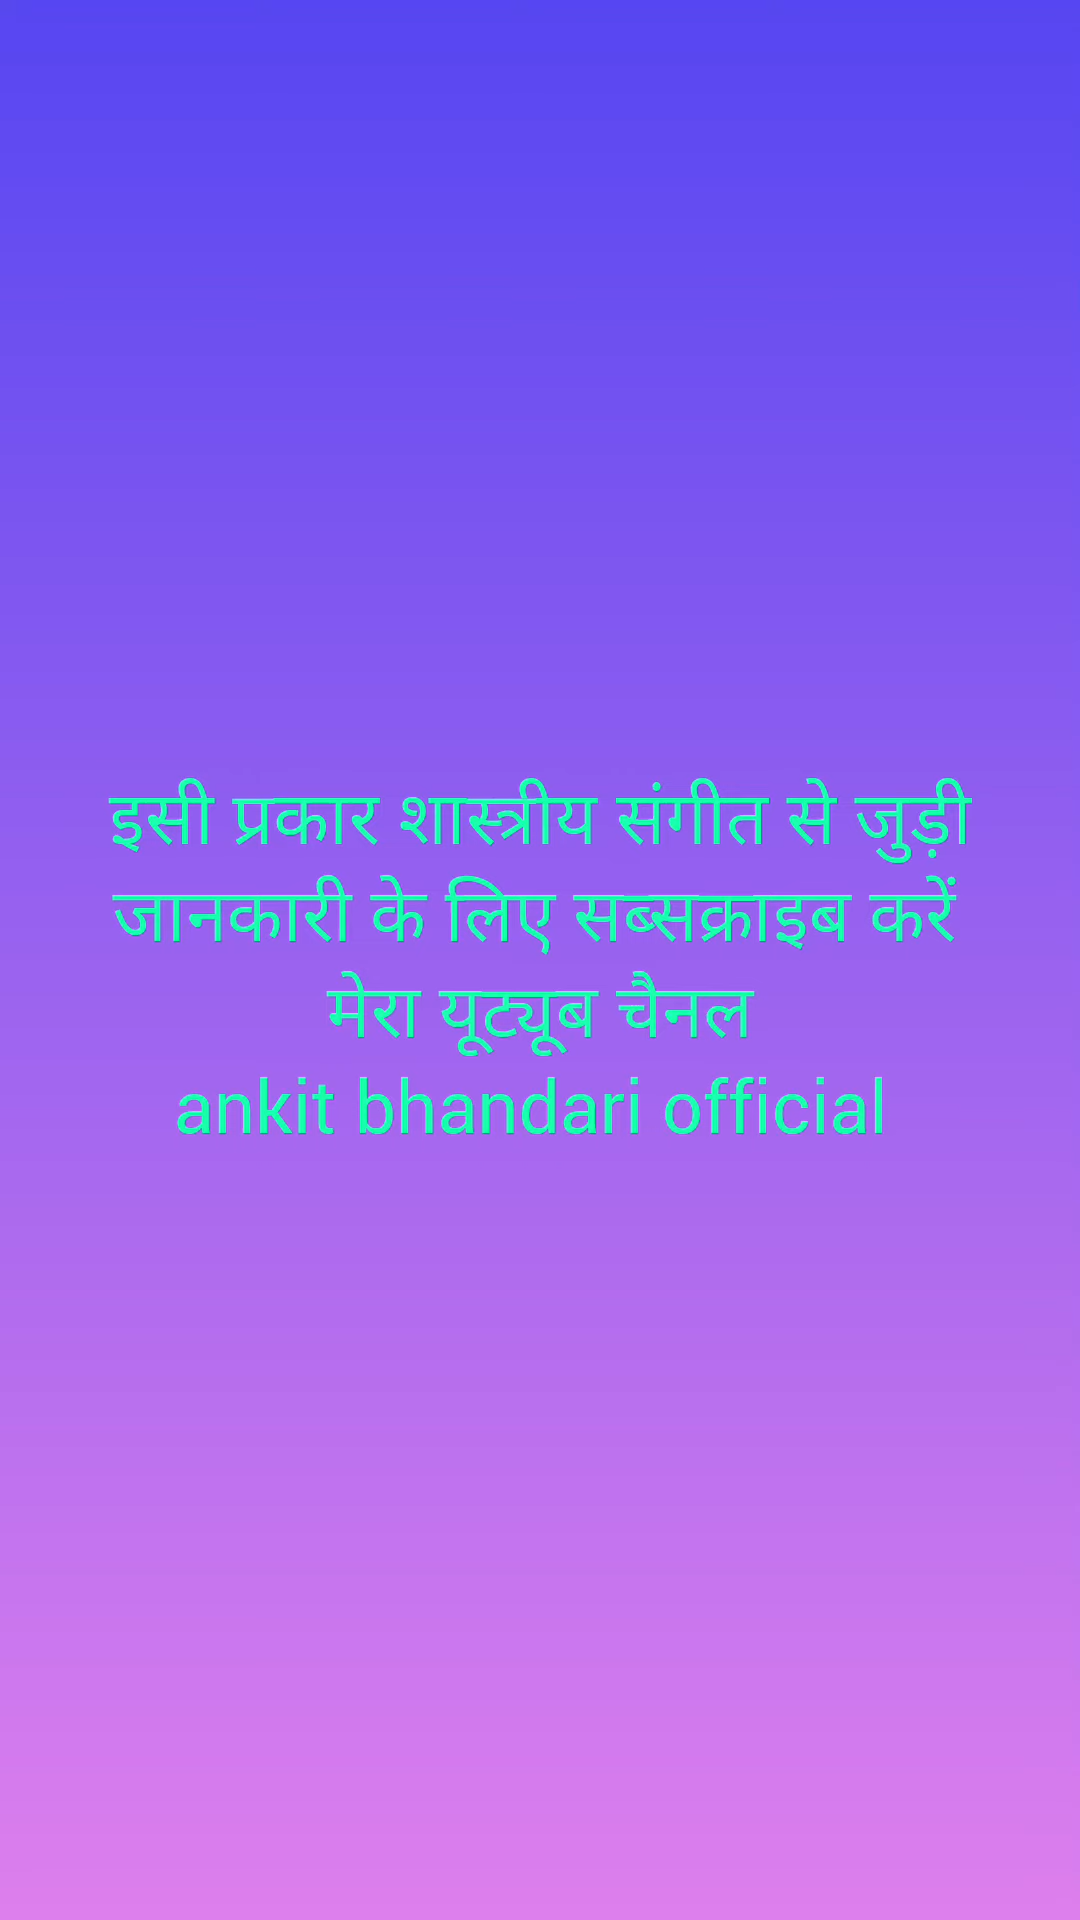 इसी प्रकार शास्त्रीय संगीत से जुड़ी
जानकारी के लिए सब्सक्राइब करें
मेरा यूट्यूब चैनल
ankit bhandari official